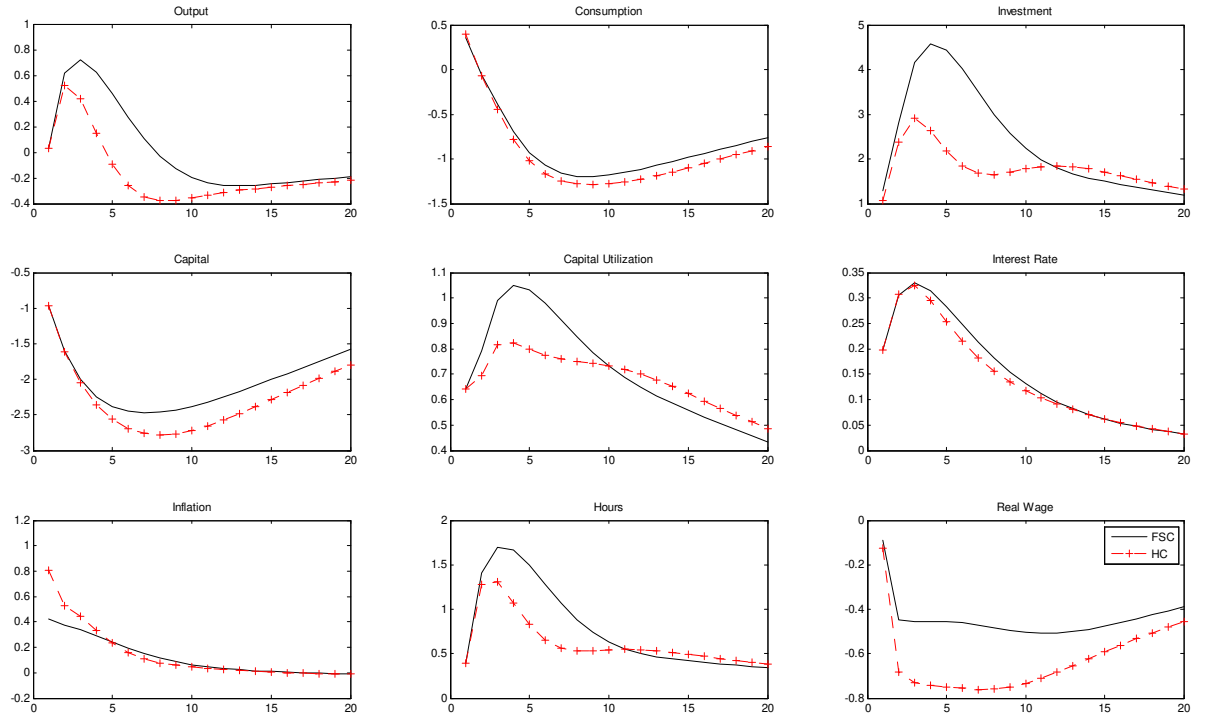 Output
Consumption
Investment
1
0.8
0.6
0.4
0.2
0
-0.2
-0.4
0 5 10 15 20
0.5
0
-0.5
-1
-1.5
0 5 10 15 20
5
4
3
2
1
0 5 10 15 20
Capital
Capital Utilization
Interest Rate
-0.5
-1
-1.5
-2
-2.5
-3
0 5 10 15 20
1.1
1
0.9
0.8
0.7
0.6
0.5
0.4
0 5 10 15 20
0.35
0.3
0.25
0.2
0.15
0.1
0.05
0
0 5 10 15 20
Inflation
Hours
Real Wage
1.2
1
0.8
0.6
0.4
0.2
0
-0.2
0 5 10 15 20
2
1.5
1
0.5
0
0 5 10 15 20
0
-0.2
-0.4
-0.6
-0.8
0 5 10 15 20
FSC
HC